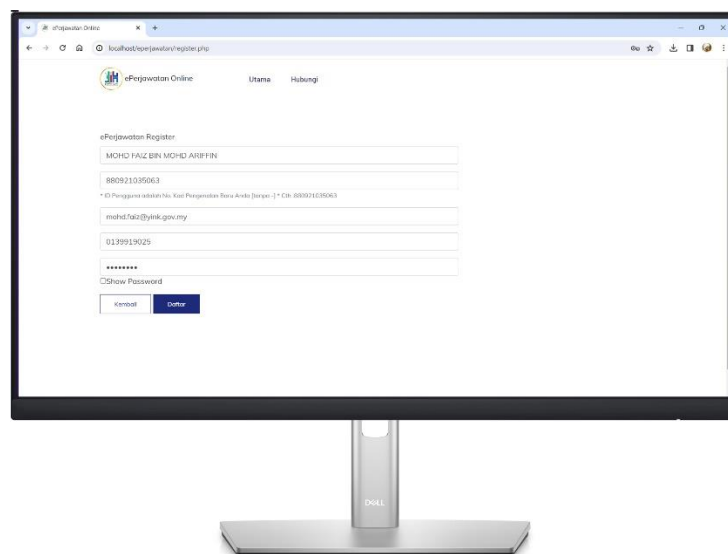 ePerjawatan Online
localhost/eperjawatan/register.php
ePerjawatan Online Utama Hubungi
ePerjawatan Register
MOHD FAIZ BIN MOHD ARIFFIN
880921035063
* ID Pengguna adalah No. Kad Pengenalan Baru Anda [tanpa -] * Cth: 880921035063
mohd.faiz@yink.gov.my
0139919025
Show Password
Kembali Daftar
DELL